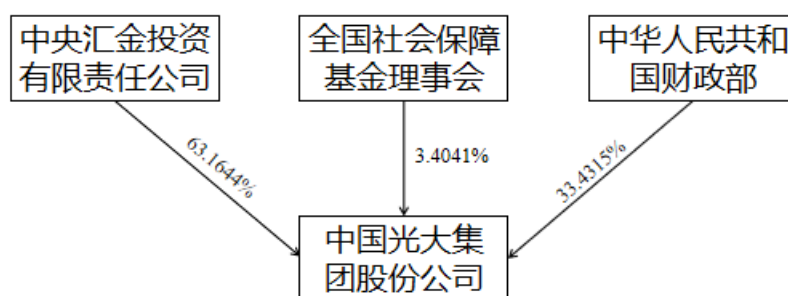 中央汇金投资
有限责任公司
全国社会保障
基金理事会
中华人民共和
国财政部
63.1644%
3.4041%
33.4315%
中国光大集
团股份公司